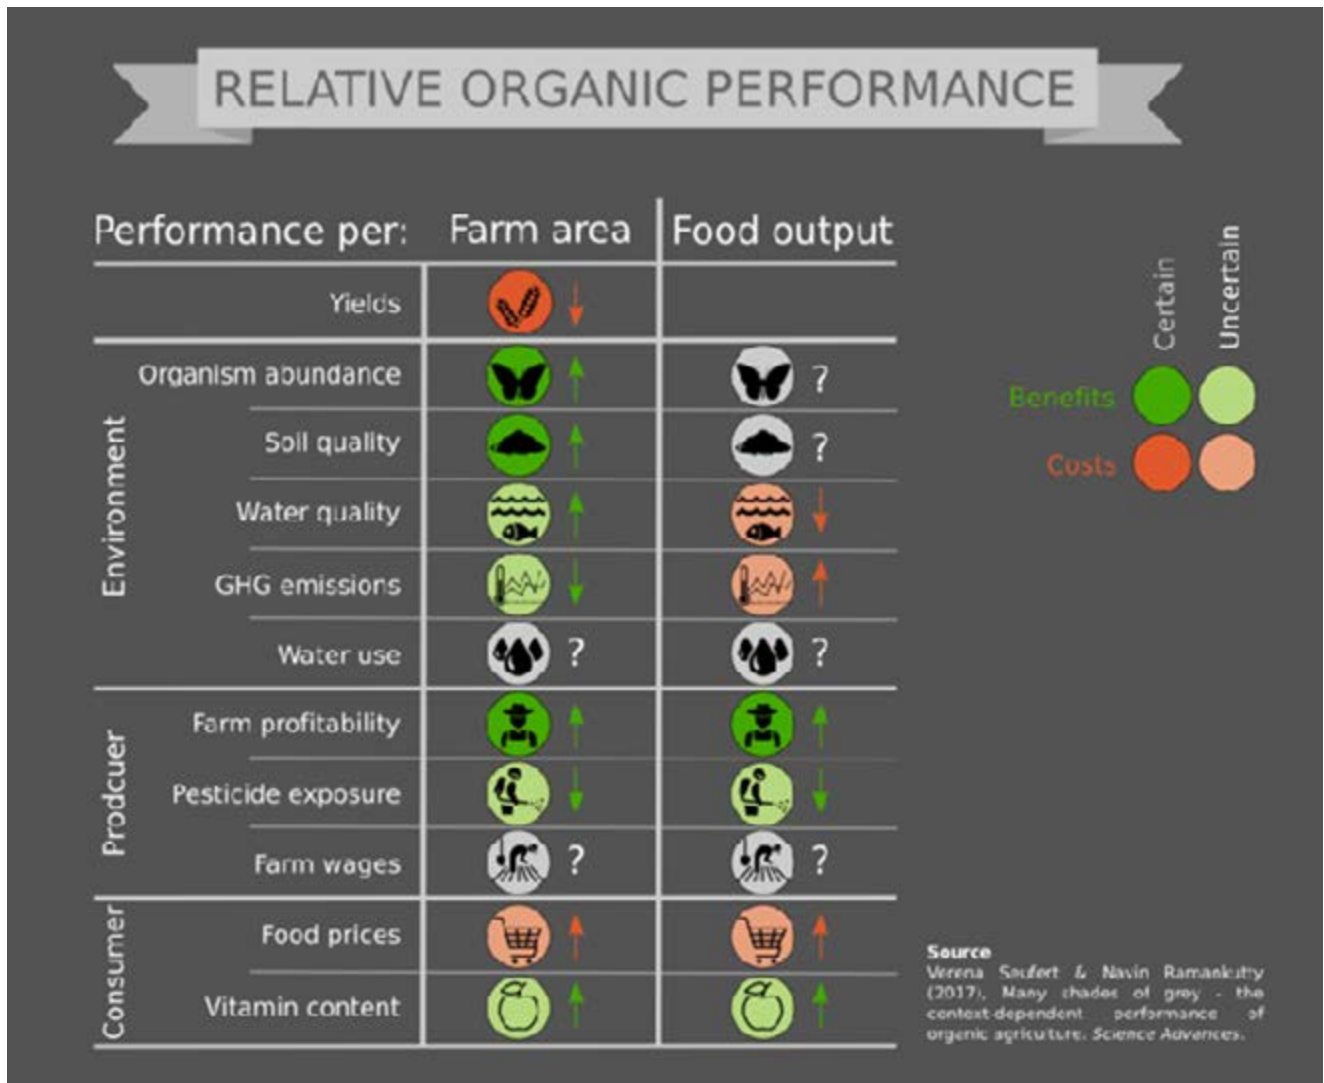 RELATIVE ORGANIC PERFORMANCE
Performance per: Farm area Food output
Yields
Environment
Organism abundance ?
Soil quality ?
Water quality
GHG emissions
Water use ? ?
Prodcuer
Farm profitability
Pesticide exposure
Farm wages ? ?
Consumer
Food prices
Vitamin content
Certain Uncertain
Benefits
Costs
Source
Verena Seufert & Navin Ramankutty
(2017), Many shades of grey - the
context-dependent performance of
organic agriculture. Science Advances.